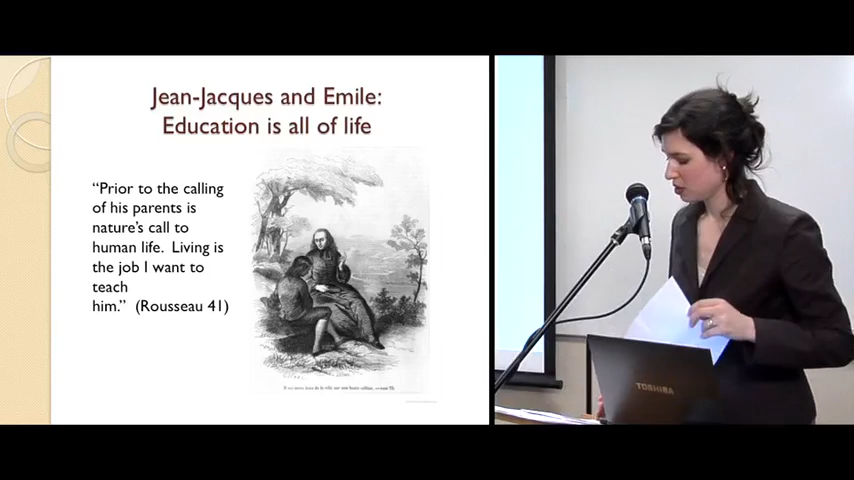 Jean-Jacques and Emile:
Education is all of life
“Prior to the calling
of his parents is
nature’s call to
human life.  Living is
the job I want to
teach
him.”  (Rousseau 41)
TOSHIBA